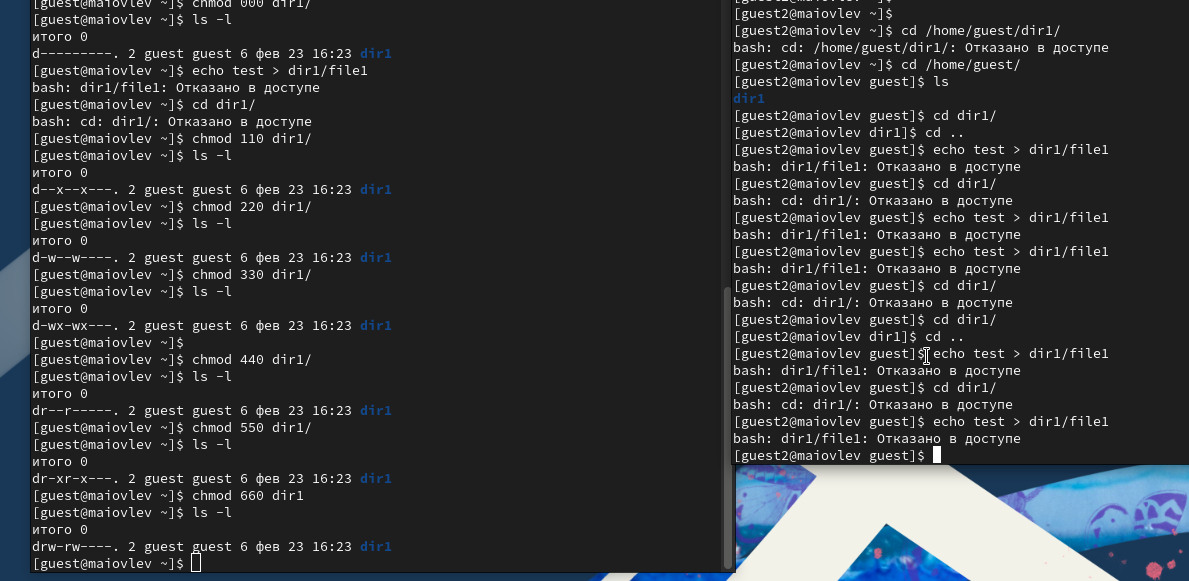 [guest@maiovlev ~]$ chmod 000 dir1/
[guest@maiovlev ~]$ ls -l
итого 0
d---------. 2 guest guest 6 фев 23 16:23 dir1
[guest@maiovlev ~]$ echo test > dir1/file1
bash: dir1/file1: Отказано в доступе
[guest@maiovlev ~]$ cd dir1/
bash: cd: dir1/: Отказано в доступе
[guest@maiovlev ~]$ chmod 110 dir1/
[guest@maiovlev ~]$ ls -l
итого 0
d--x--x---. 2 guest guest 6 фев 23 16:23 dir1
[guest@maiovlev ~]$ chmod 220 dir1/
[guest@maiovlev ~]$ ls -l
итого 0
d-w--w----. 2 guest guest 6 фев 23 16:23 dir1
[guest@maiovlev ~]$ chmod 330 dir1/
[guest@maiovlev ~]$ ls -l
итого 0
d-wx-wx---. 2 guest guest 6 фев 23 16:23 dir1
[guest@maiovlev ~]$
[guest@maiovlev ~]$ chmod 440 dir1/
[guest@maiovlev ~]$ ls -l
итого 0
dr--r-----. 2 guest guest 6 фев 23 16:23 dir1
[guest@maiovlev ~]$ chmod 550 dir1/
[guest@maiovlev ~]$ ls -l
итого 0
dr-xr-x---. 2 guest guest 6 фев 23 16:23 dir1
[guest@maiovlev ~]$ chmod 660 dir1
[guest@maiovlev ~]$ ls -l
итого 0
drw-rw----. 2 guest guest 6 фев 23 16:23 dir1
[guest@maiovlev ~]$
[guest2@maiovlev ~]$
[guest2@maiovlev ~]$ cd /home/guest/dir1/
bash: cd: /home/guest/dir1/: Отказано в доступе
[guest2@maiovlev ~]$ cd /home/guest/
[guest2@maiovlev guest]$ ls
dir1
[guest2@maiovlev guest]$ cd dir1/
[guest2@maiovlev dir1]$ cd ..
[guest2@maiovlev guest]$ echo test > dir1/file1
bash: dir1/file1: Отказано в доступе
[guest2@maiovlev guest]$ cd dir1/
bash: cd: dir1/: Отказано в доступе
[guest2@maiovlev guest]$ echo test > dir1/file1
bash: dir1/file1: Отказано в доступе
[guest2@maiovlev guest]$ echo test > dir1/file1
bash: dir1/file1: Отказано в доступе
[guest2@maiovlev guest]$ cd dir1/
bash: cd: dir1/: Отказано в доступе
[guest2@maiovlev guest]$ cd dir1/
[guest2@maiovlev dir1]$ cd ..
[guest2@maiovlev guest]$ echo test > dir1/file1
bash: dir1/file1: Отказано в доступе
[guest2@maiovlev guest]$ cd dir1/
bash: cd: dir1/: Отказано в доступе
[guest2@maiovlev guest]$ echo test > dir1/file1
bash: dir1/file1: Отказано в доступе
[guest2@maiovlev guest]$